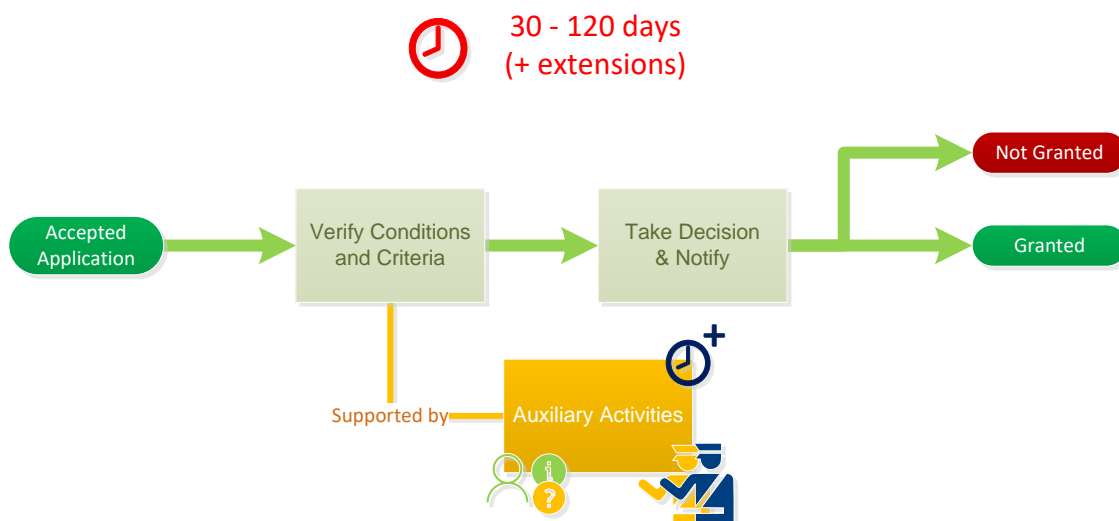 30 - 120 days
(+ extensions)
Not Granted
Accepted
Application
Verify Conditions
and Criteria
Take Decision
& Notify
Granted
Supported by
Auxiliary Activities
i
?